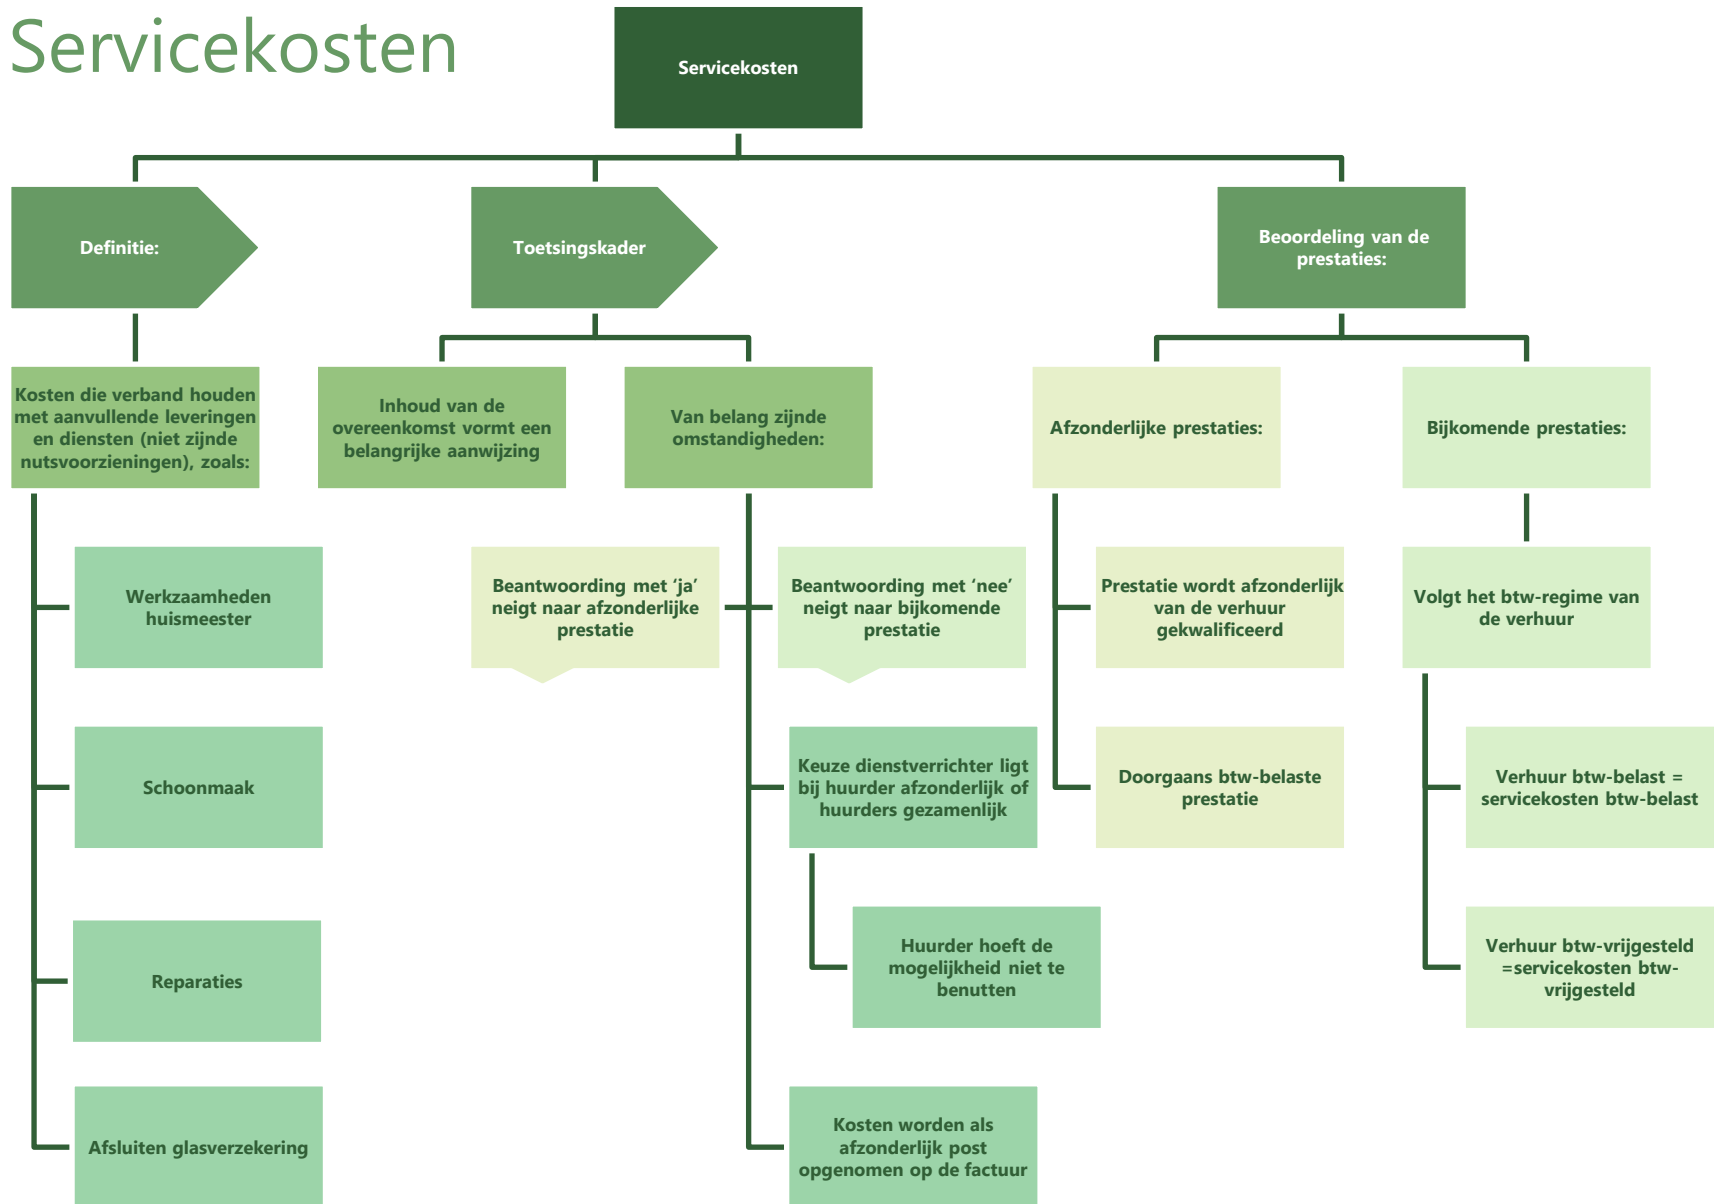 Servicekosten
Servicekosten
Definitie:
Toetsingskader
Beoordeling van de
prestaties:
Kosten die verband houden
met aanvullende leveringen
en diensten (niet zijnde
nutsvoorzieningen), zoals:
Inhoud van de
overeenkomst vormt een
belangrijke aanwijzing
Van belang zijnde
omstandigheden:
Afzonderlijke prestaties:
Bijkomende prestaties:
Werkzaamheden
huismeester
Beantwoording met ‘ja’
neigt naar afzonderlijke
prestatie
Beantwoording met ‘nee’
neigt naar bijkomende
prestatie
Prestatie wordt afzonderlijk
van de verhuur
gekwalificeerd
Volgt het btw-regime van
de verhuur
Schoonmaak
Keuze dienstverrichter ligt
bij huurder afzonderlijk of
huurders gezamenlijk
Doorgaans btw-belaste
prestatie
Verhuur btw-belast =
servicekosten btw-belast
Reparaties
Huurder hoeft de
mogelijkheid niet te
benutten
Verhuur btw-vrijgesteld
=servicekosten btw-
vrijgesteld
Afsluiten glasverzekering
Kosten worden als
afzonderlijk post
opgenomen op de factuur